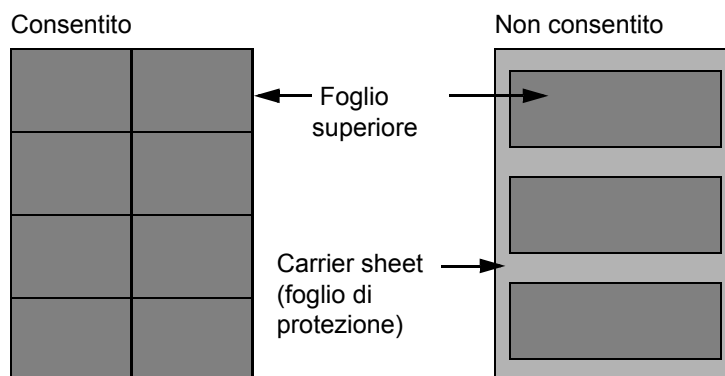 Consentito
Non consentito
Foglio
superiore
Carrier sheet
(foglio di
protezione)